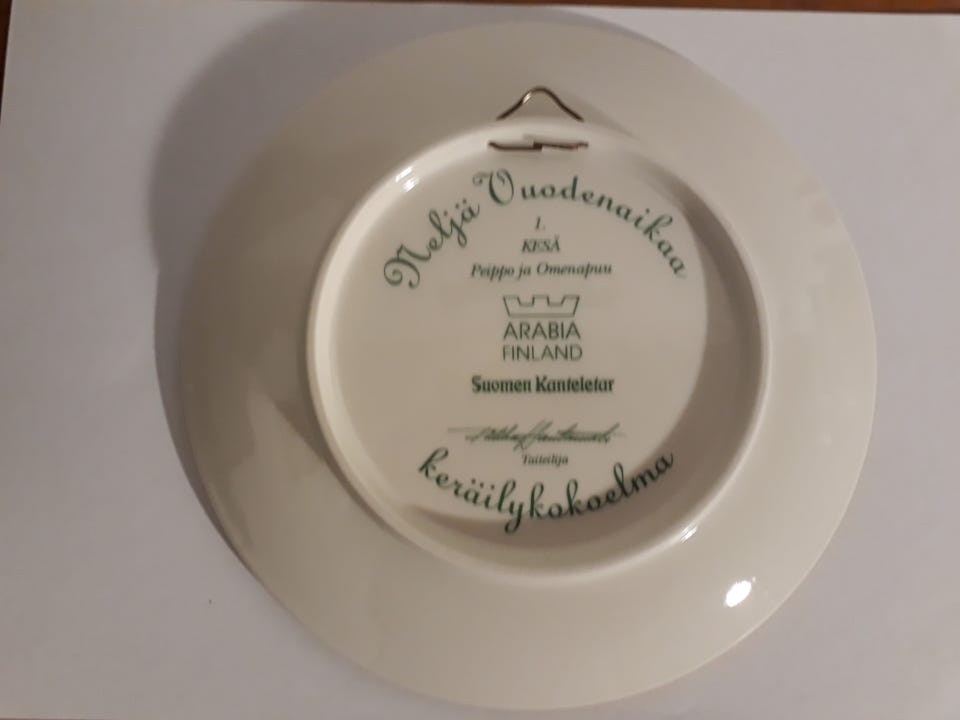 Neljä Vuodenaikaa
1.
KESÄ
Peippo ja Omenapuu
ARABIA
FINLAND
Suomen Kanteletar
Taiteilija
keräilykokoelma